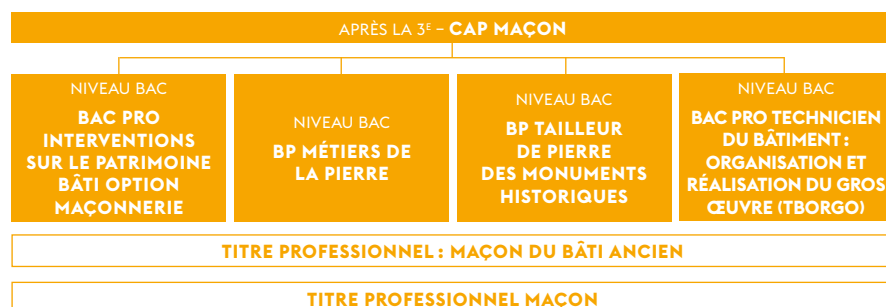 APRÈS LA 3E – CAP MAÇON
NIVEAU BAC
BAC PRO
INTERVENTIONS
SUR LE PATRIMOINE
BÂTI OPTION
MAÇONNERIE
NIVEAU BAC
BP MÉTIERS DE
LA PIERRE
NIVEAU BAC
BP TAILLEUR
DE PIERRE
DES MONUMENTS
HISTORIQUES
NIVEAU BAC
BAC PRO TECHNICIEN
DU BÂTIMENT :
ORGANISATION ET
RÉALISATION DU GROS
ŒUVRE (TBORGO)
TITRE PROFESSIONNEL : MAÇON DU BÂTI ANCIEN
TITRE PROFESSIONNEL MAÇON